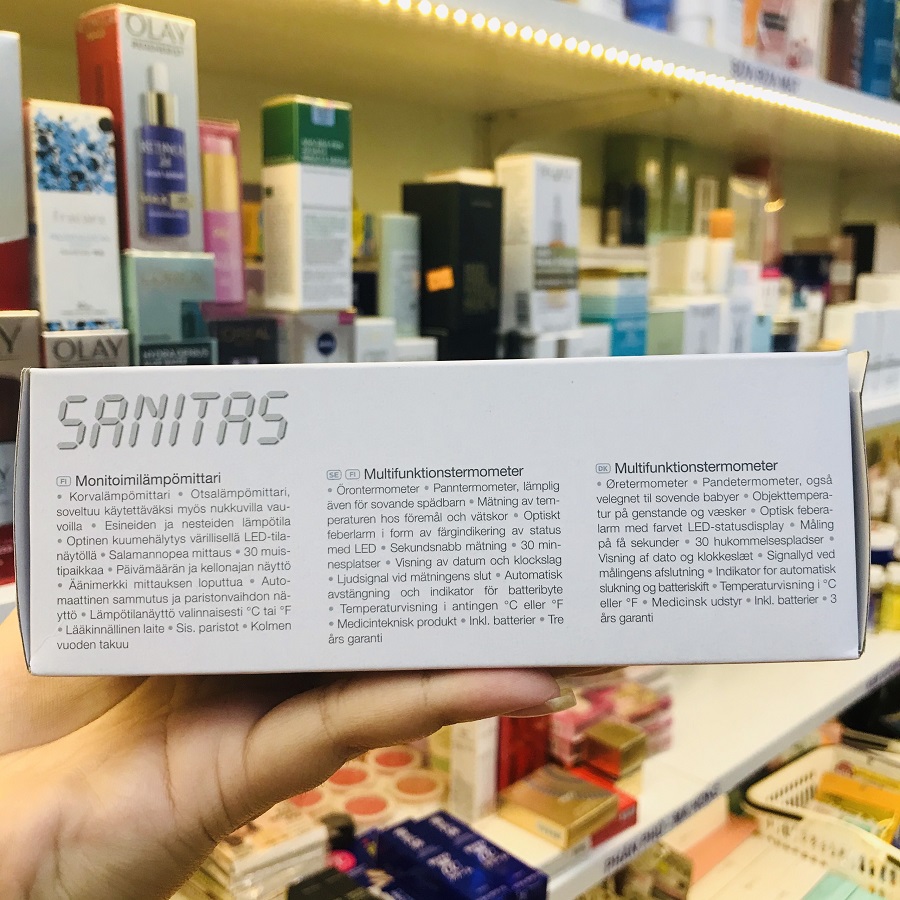 OLAY
RETINOL
24
MAX
OLAY
SANITAS
FI Monitoimilämpömittari
• Korvalämpömittari • Otsalämpömittari,
soveltuu käytettäväksi myös nukkuvilla vau-
voilla • Esineiden ja nesteiden lämpötila
• Optinen kuumehälytys värillisellä LED-tila-
näytöllä • Salamannopea mittaus • 30 muis-
tipaikkaa • Päivämäärän ja kellonajan näyttö
• Äänimerkki mittauksen loputtua • Auto-
maattinen sammutus ja paristonvaihdon nä-
yttö • Lämpötilanäyttö valinnaisesti °C tai °F
• Lääkinnällinen laite • Sis. paristot • Kolmen
vuoden takuu
SE FI Multifunktionstermometer
• Örontermometer • Panntermometer, lämplig
även för sovande spädbarn • Mätning av tem-
peraturen hos föremål och vätskor • Optiskt
feberlarm i form av färgindikering av status
med LED • Sekundsnabb mätning • 30 min-
nesplatser • Visning av datum och klockslag
• Ljudsignal vid mätningens slut • Automatisk
avstängning och indikator för batteribyte
• Temperaturvisning i antingen °C eller °F
• Medicinteknisk produkt • Inkl. batterier • Tre
års garanti
DK Multifunktionstermometer
• Øretermometer • Pandetermometer, også
velegnet til sovende babyer • Objekttempera-
tur på genstande og væsker • Optisk febera-
larm med farvet LED-statusdisplay • Måling
på få sekunder • 30 hukommelsespladser •
Visning af dato og klokkeslæt • Signallyd ved
målingens afslutning • Indikator for automatisk
slukning og batteriskift • Temperaturvisning i °C
eller °F • Medicinsk udstyr • Inkl. batterier • 3
års garanti